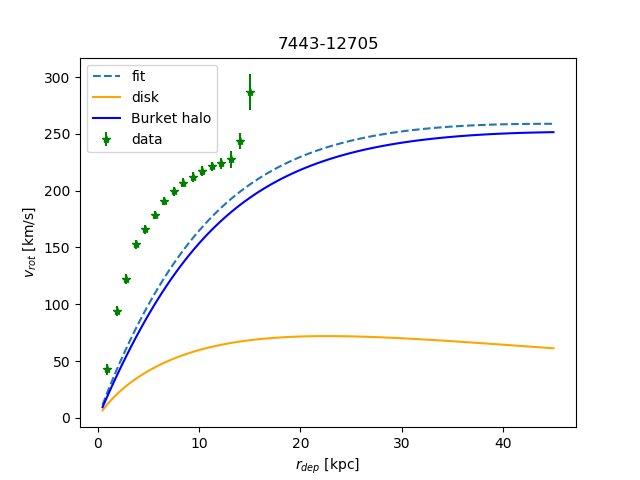 7443-12705
fit
disk
Burket halo
data
300
250
200
150
100
50
0
v_rot [km/s]
0 10 20 30 40
r_dep [kpc]